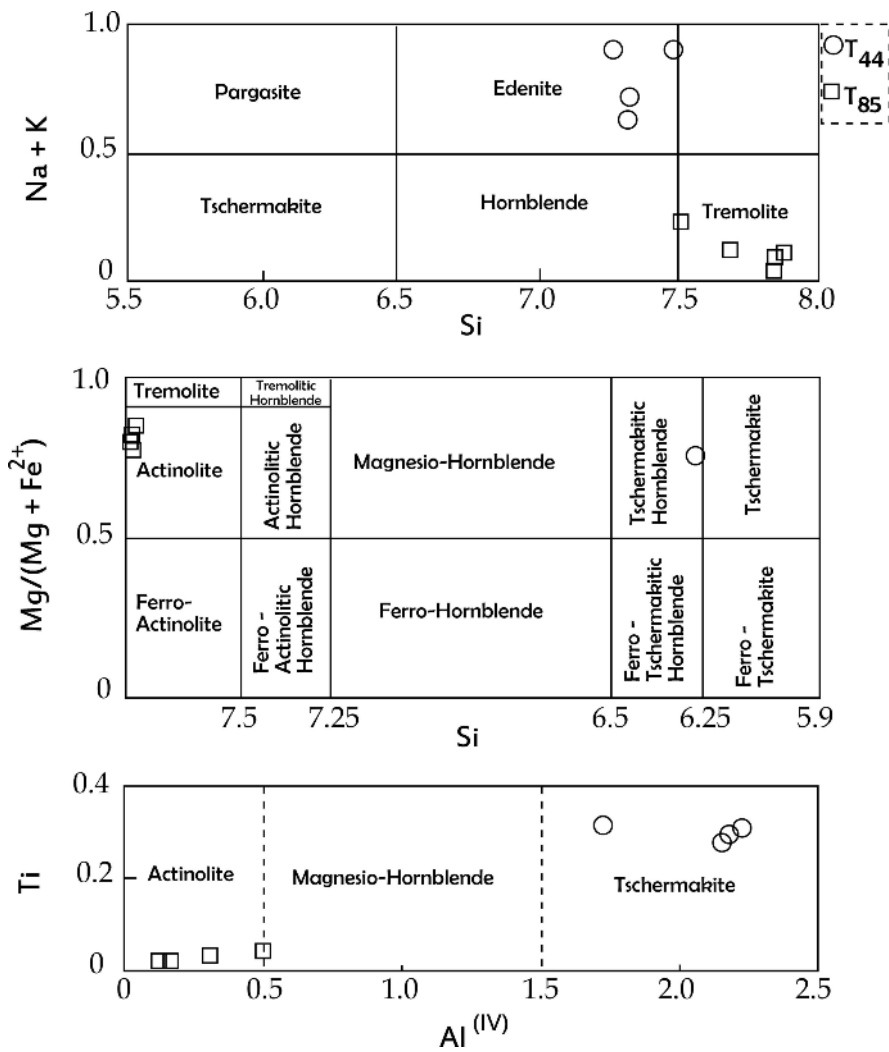 1.0
T44
Pargasite
Edenite
T85
Na + K
0.5
Tschermakite
Hornblende
Tremolite
0
5.5 6.0 6.5 7.0 7.5 8.0
Si
1.0
Tremolite
Tremolitic
Hornblende
Mg/(Mg + Fe2+)
Actinolite
Actinolitic
Hornblende
Magnesio-Hornblende
Tschermakitic
Hornblende
Tschermakite
0.5
Ferro-
Actinolite
Ferro -
Actinolitic
Hornblende
Ferro-Hornblende
Ferro -
Tschermakitic
Hornblende
Ferro -
Tschermakite
0
7.5 7.25 6.5 6.25 5.9
Si
0.4
Ti
0.2
Actinolite
Magnesio-Hornblende
Tschermakite
0
0 0.5 1.0 1.5 2.0 2.5
Al (IV)